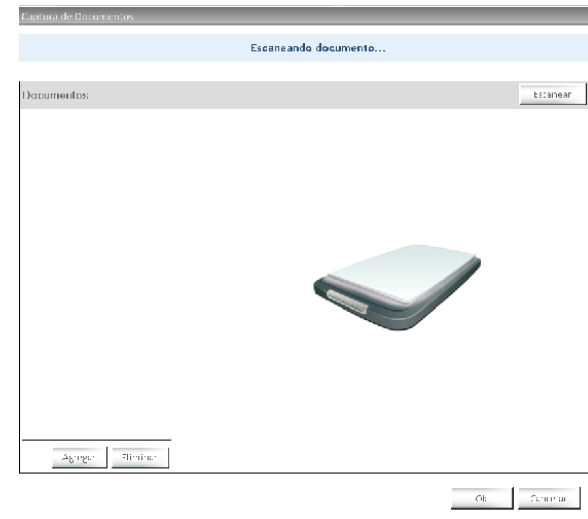 Captura de Documentos
Escaneando documento...
Documentos
Escanear
Agregar
Eliminar
Ok
Cancelar